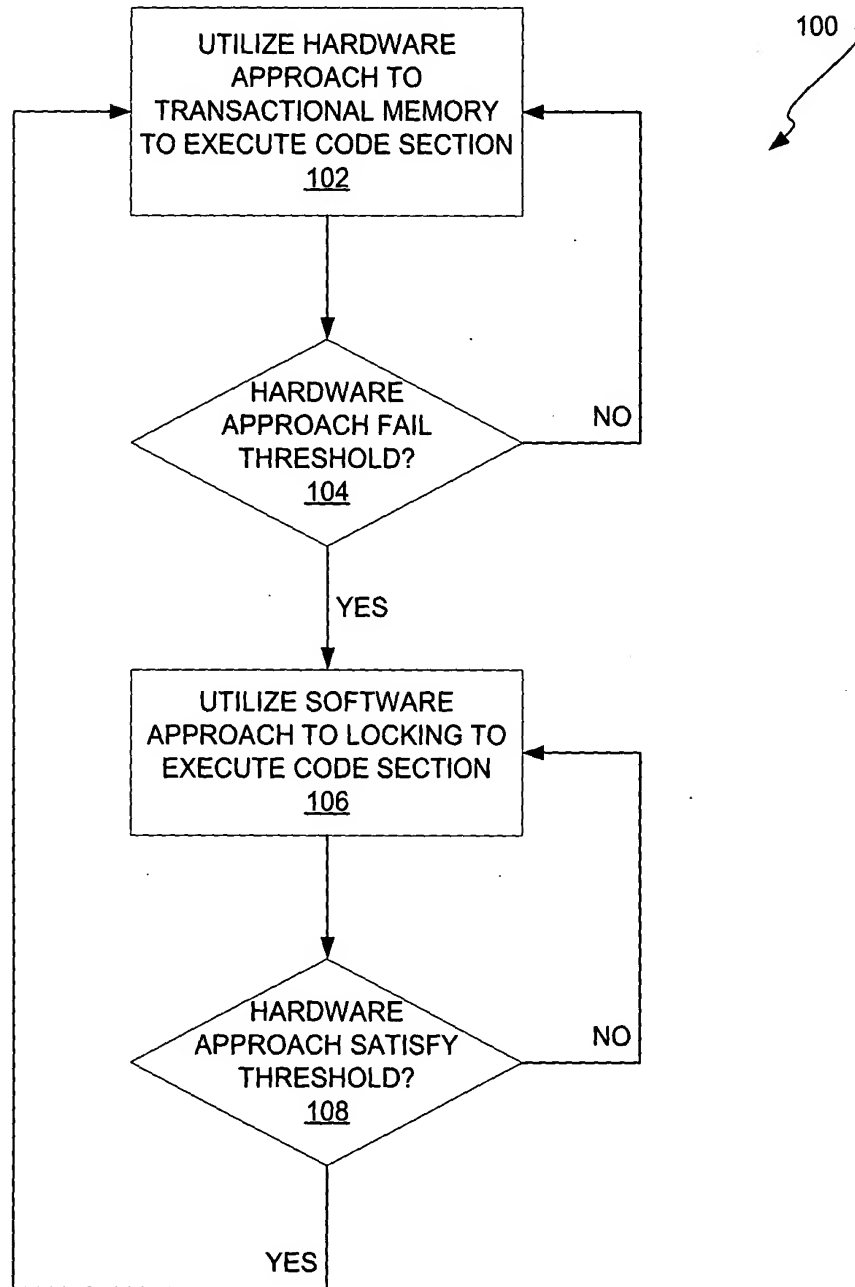 100
UTILIZE HARDWARE
APPROACH TO
TRANSACTIONAL MEMORY
TO EXECUTE CODE SECTION
102
HARDWARE
APPROACH FAIL
THRESHOLD?
104
NO
YES
UTILIZE SOFTWARE
APPROACH TO LOCKING TO
EXECUTE CODE SECTION
106
HARDWARE
APPROACH SATISFY
THRESHOLD?
108
NO
YES